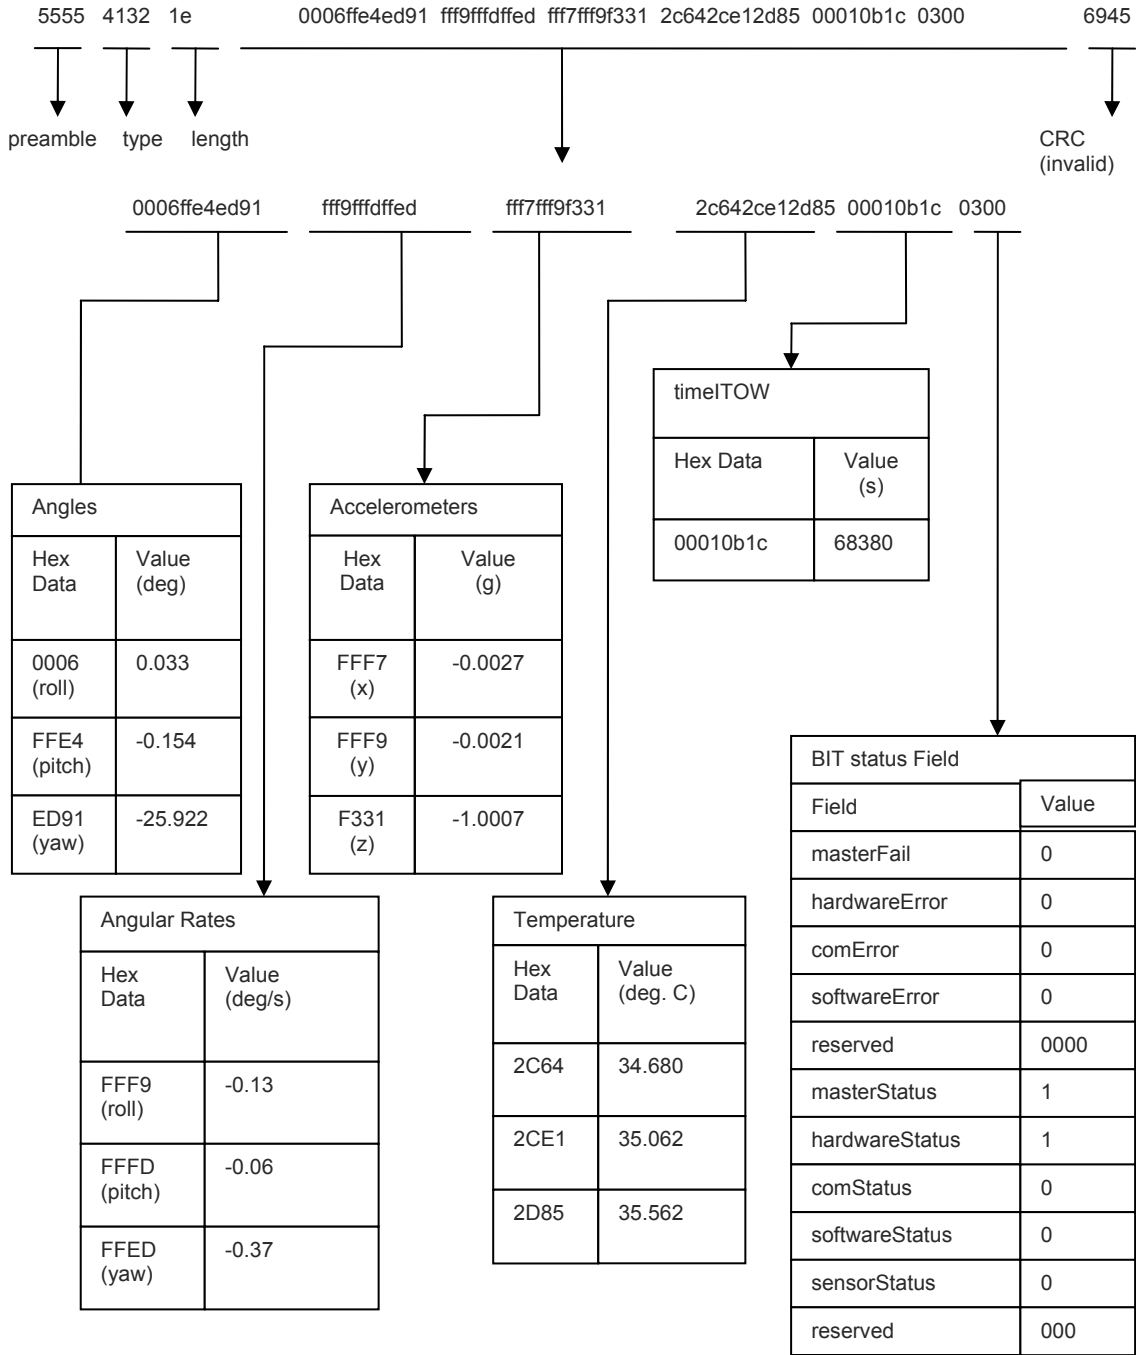 5555 4132 1e 0006ffe4ed91 fff9fffdffed fff7fff9f331 2c642ce12d85 00010b1c 0300 6945
preamble type length
CRC
(invalid)
0006ffe4ed91 fff9fffdffed fff7fff9f331 2c642ce12d85 00010b1c 0300
timeITOW
Hex Data Value
(s)
00010b1c 68380
Angles
Hex Value
Data (deg)
0006 0.033
(roll)
FFE4 -0.154
(pitch)
ED91 -25.922
(yaw)
Accelerometers
Hex Value
Data (g)
FFF7 -0.0027
(x)
FFF9 -0.0021
(y)
F331 -1.0007
(z)
Angular Rates
Hex Value
Data (deg/s)
FFF9 -0.13
(roll)
FFFD -0.06
(pitch)
FFED -0.37
(yaw)
Temperature
Hex Value
Data (deg. C)
2C64 34.680
2CE1 35.062
2D85 35.562
BIT status Field
Field Value
masterFail 0
hardwareError 0
comError 0
softwareError 0
reserved 0000
masterStatus 1
hardwareStatus 1
comStatus 0
softwareStatus 0
sensorStatus 0
reserved 000